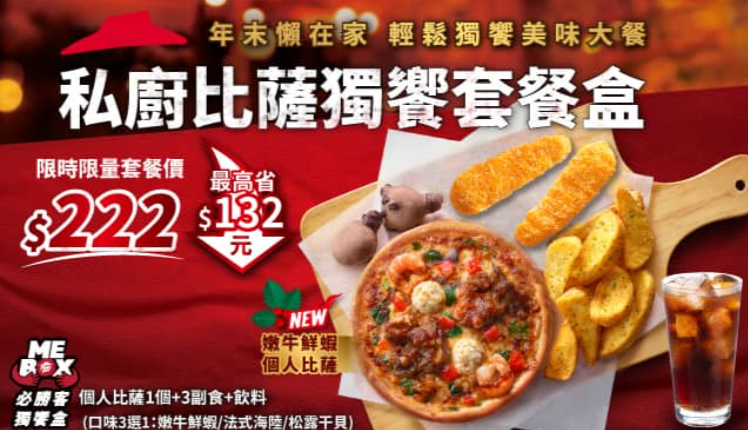 年末懶在家 輕鬆獨饗美味大餐
私廚比薩獨饗套餐盒
限時限量套餐價
$222
最高省
$132
元
NEW
嫩牛鮮蝦
個人比薩
ME
BOX
必勝客
獨饗盒
個人比薩1個+3副食+飲料
(口味3選1:嫩牛鮮蝦/法式海陸/松露干貝)